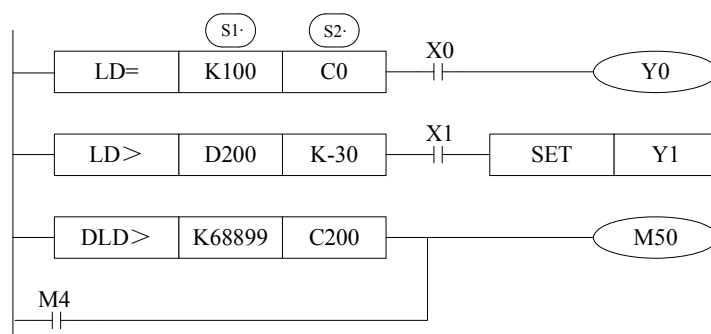 S1· S2·
X0
LD= K100 C0 Y0
X1
LD＞ D200 K-30 SET Y1
DLD＞ K68899 C200 M50
M4